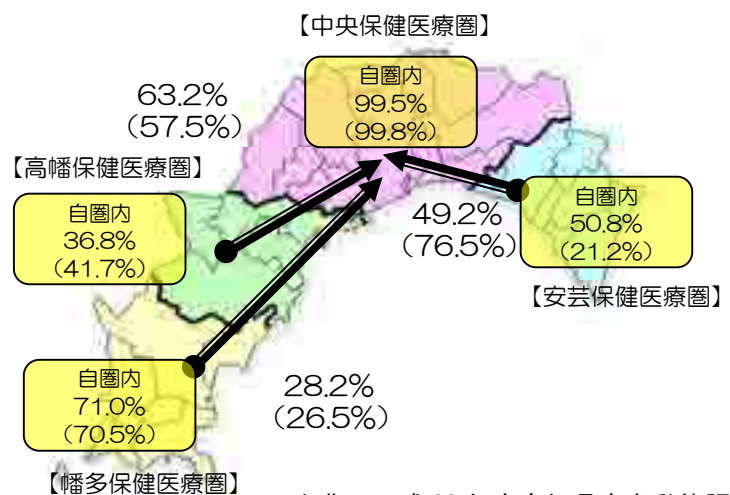 【中央保健医療圏】
自圏内
99.5%
(99.8%)
63.2%
(57.5%)
【高幡保健医療圏】
自圏内
36.8%
(41.7%)
49.2%
(76.5%)
自圏内
50.8%
(21.2%)
【安芸保健医療圏】
自圏内
71.0%
(70.5%)
28.2%
(26.5%)
【幡多保健医療圏】